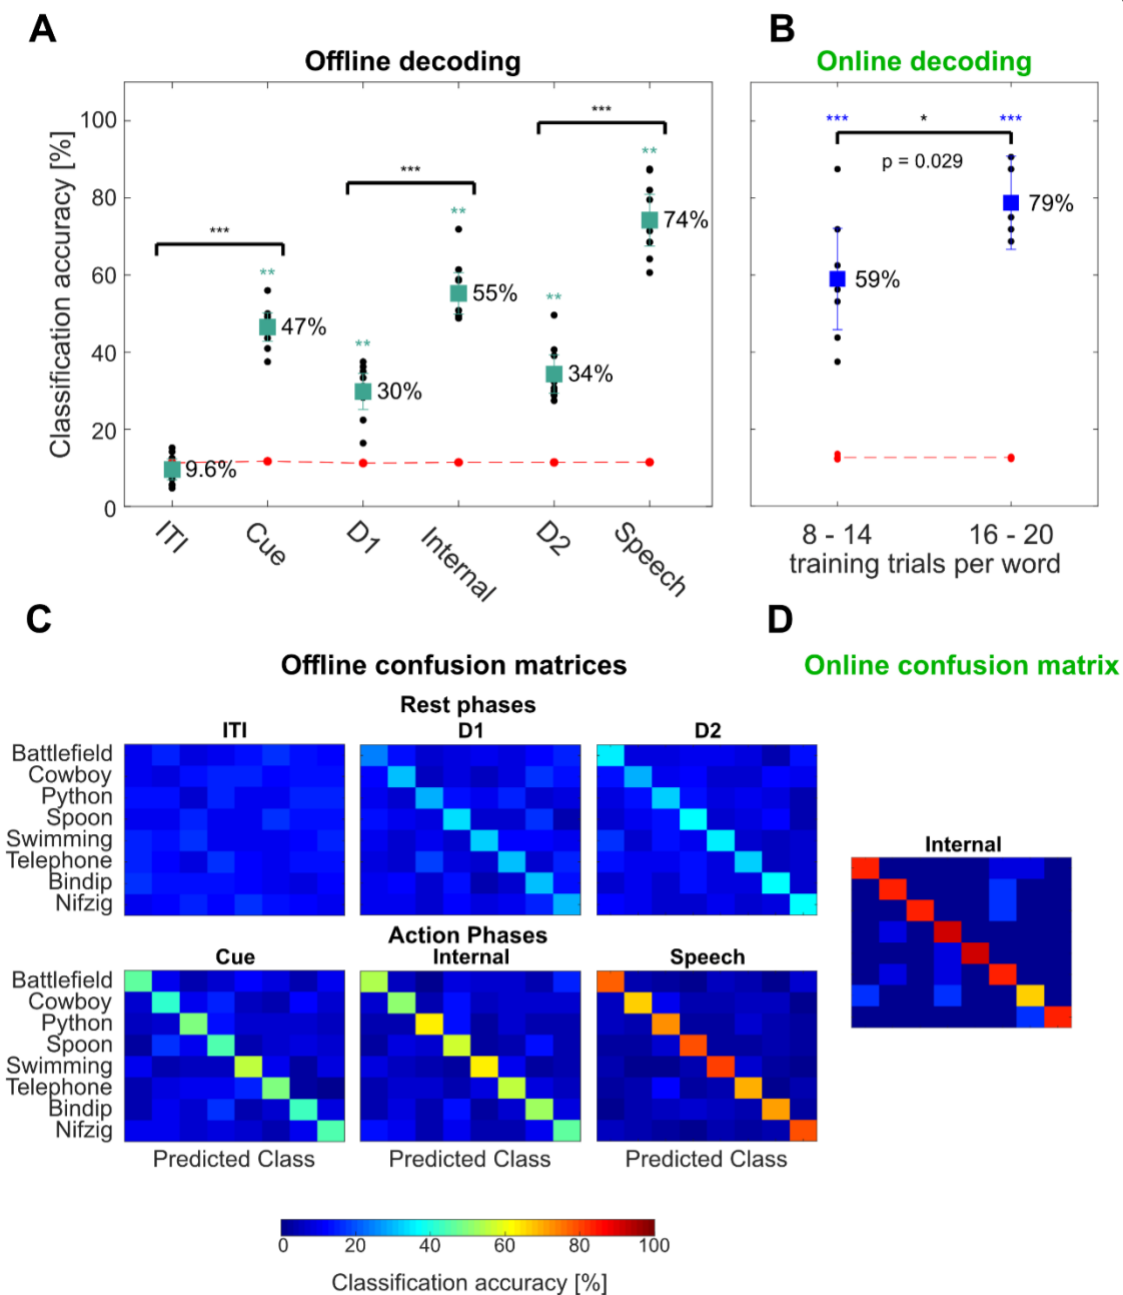 A
B
Offline decoding
Online decoding
Classification accuracy [%]
100
80
60
40
20
0
***
***
***
**
**
**
**
**
9.6%
47%
30%
55%
34%
74%
ITI
Cue
D1
Internal
D2
Speech
***
*
***
p = 0.029
59%
79%
8 - 14
16 - 20
training trials per word
C
D
Offline confusion matrices
Online confusion matrix
Rest phases
ITI
D1
D2
Battlefield
Cowboy
Python
Spoon
Swimming
Telephone
Bindip
Nifzig
Internal
Action Phases
Cue
Internal
Speech
Battlefield
Cowboy
Python
Spoon
Swimming
Telephone
Bindip
Nifzig
Predicted Class
Predicted Class
Predicted Class
0
20
40
60
80
100
Classification accuracy [%]